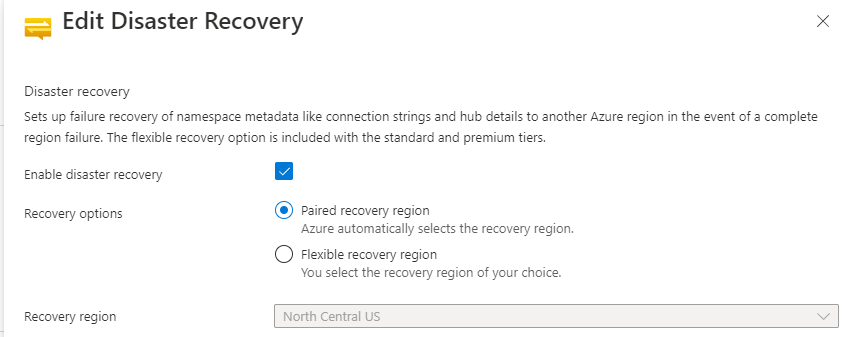 Edit Disaster Recovery
Disaster recovery
Sets up failure recovery of namespace metadata like connection strings and hub details to another Azure region in the event of a complete
region failure. The flexible recovery option is included with the standard and premium tiers.
Enable disaster recovery
Recovery options
Paired recovery region
Azure automatically selects the recovery region.
Flexible recovery region
You select the recovery region of your choice.
Recovery region
North Central US